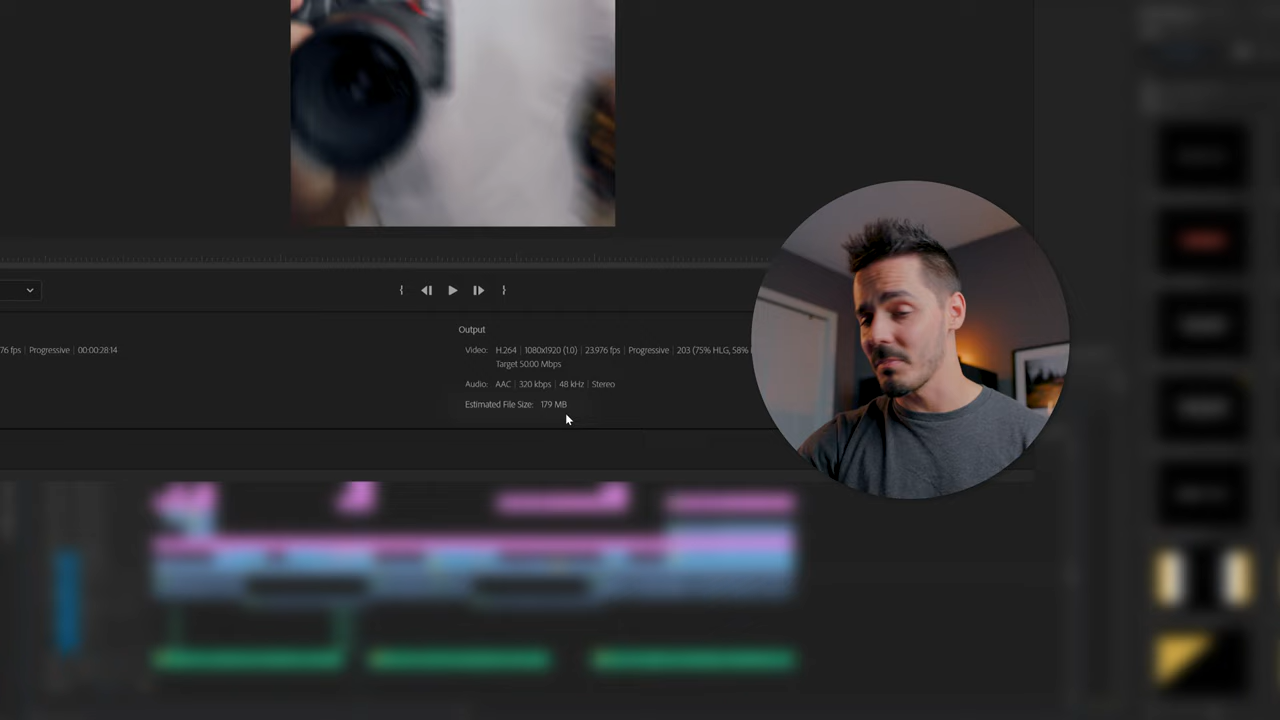 Output
Video: H.264 | 1080x1920 (1.0) | 23.976 fps | Progressive | 203 (75% HLG, 58%
76 fps | Progressive | 00:00:28:14
Target 50.00 Mbps
Audio: AAC | 320 kbps | 48 kHz | Stereo
Estimated File Size: 179 MB